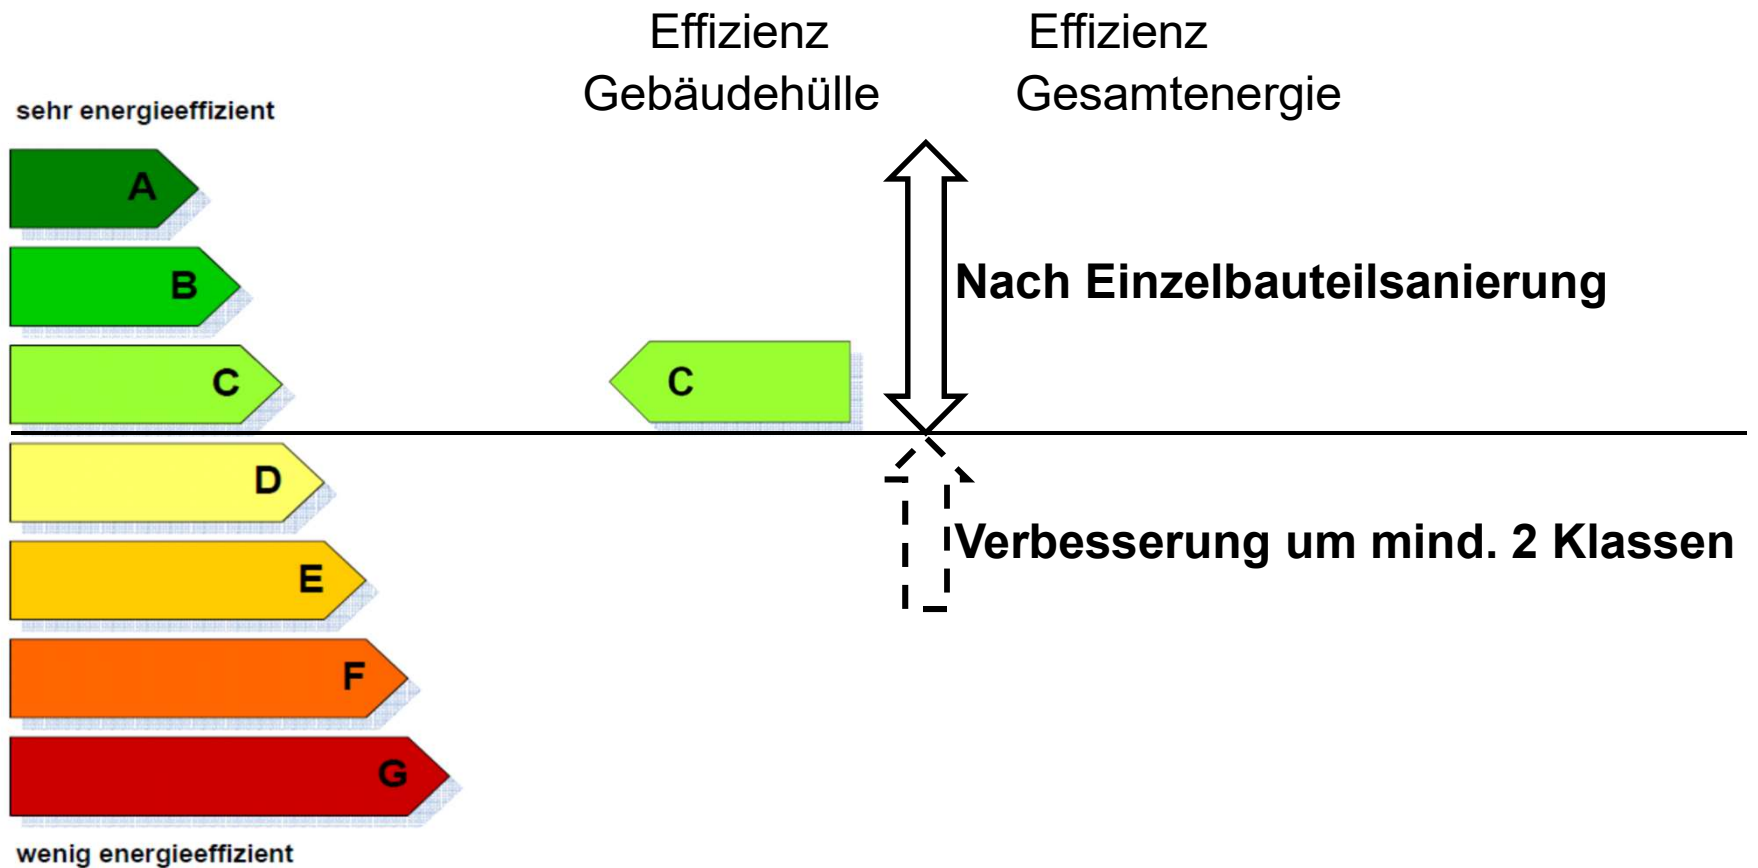 Effizienz
Gebäudehülle
Effizienz
Gesamtenergie
sehr energieeffizient
A
B
Nach Einzelbauteilsanierung
C
C
D
Verbesserung um mind. 2 Klassen
E
F
G
wenig energieeffizient